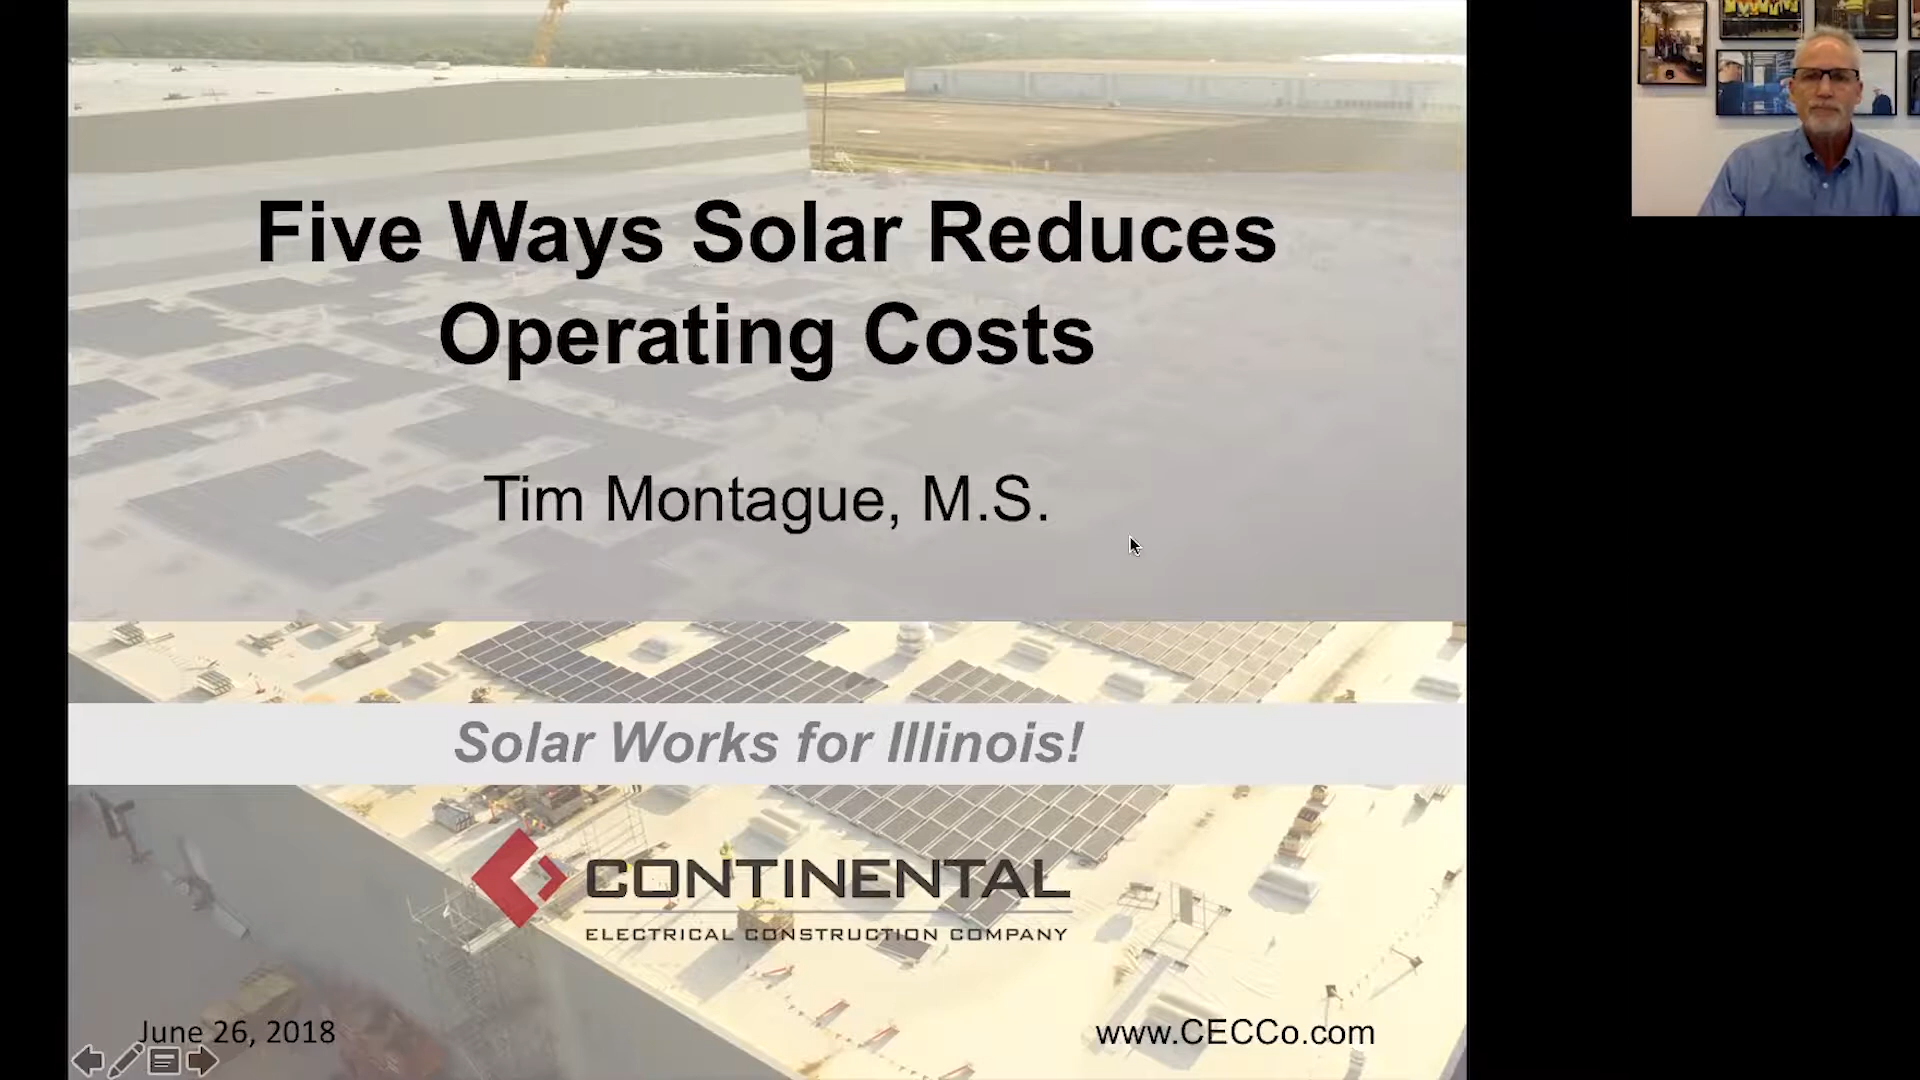 Five Ways Solar Reduces
Operating Costs
Tim Montague, M.S.
Solar Works for Illinois!
CONTINENTAL
ELECTRICAL CONSTRUCTION COMPANY
June 26, 2018
www.CECCo.com